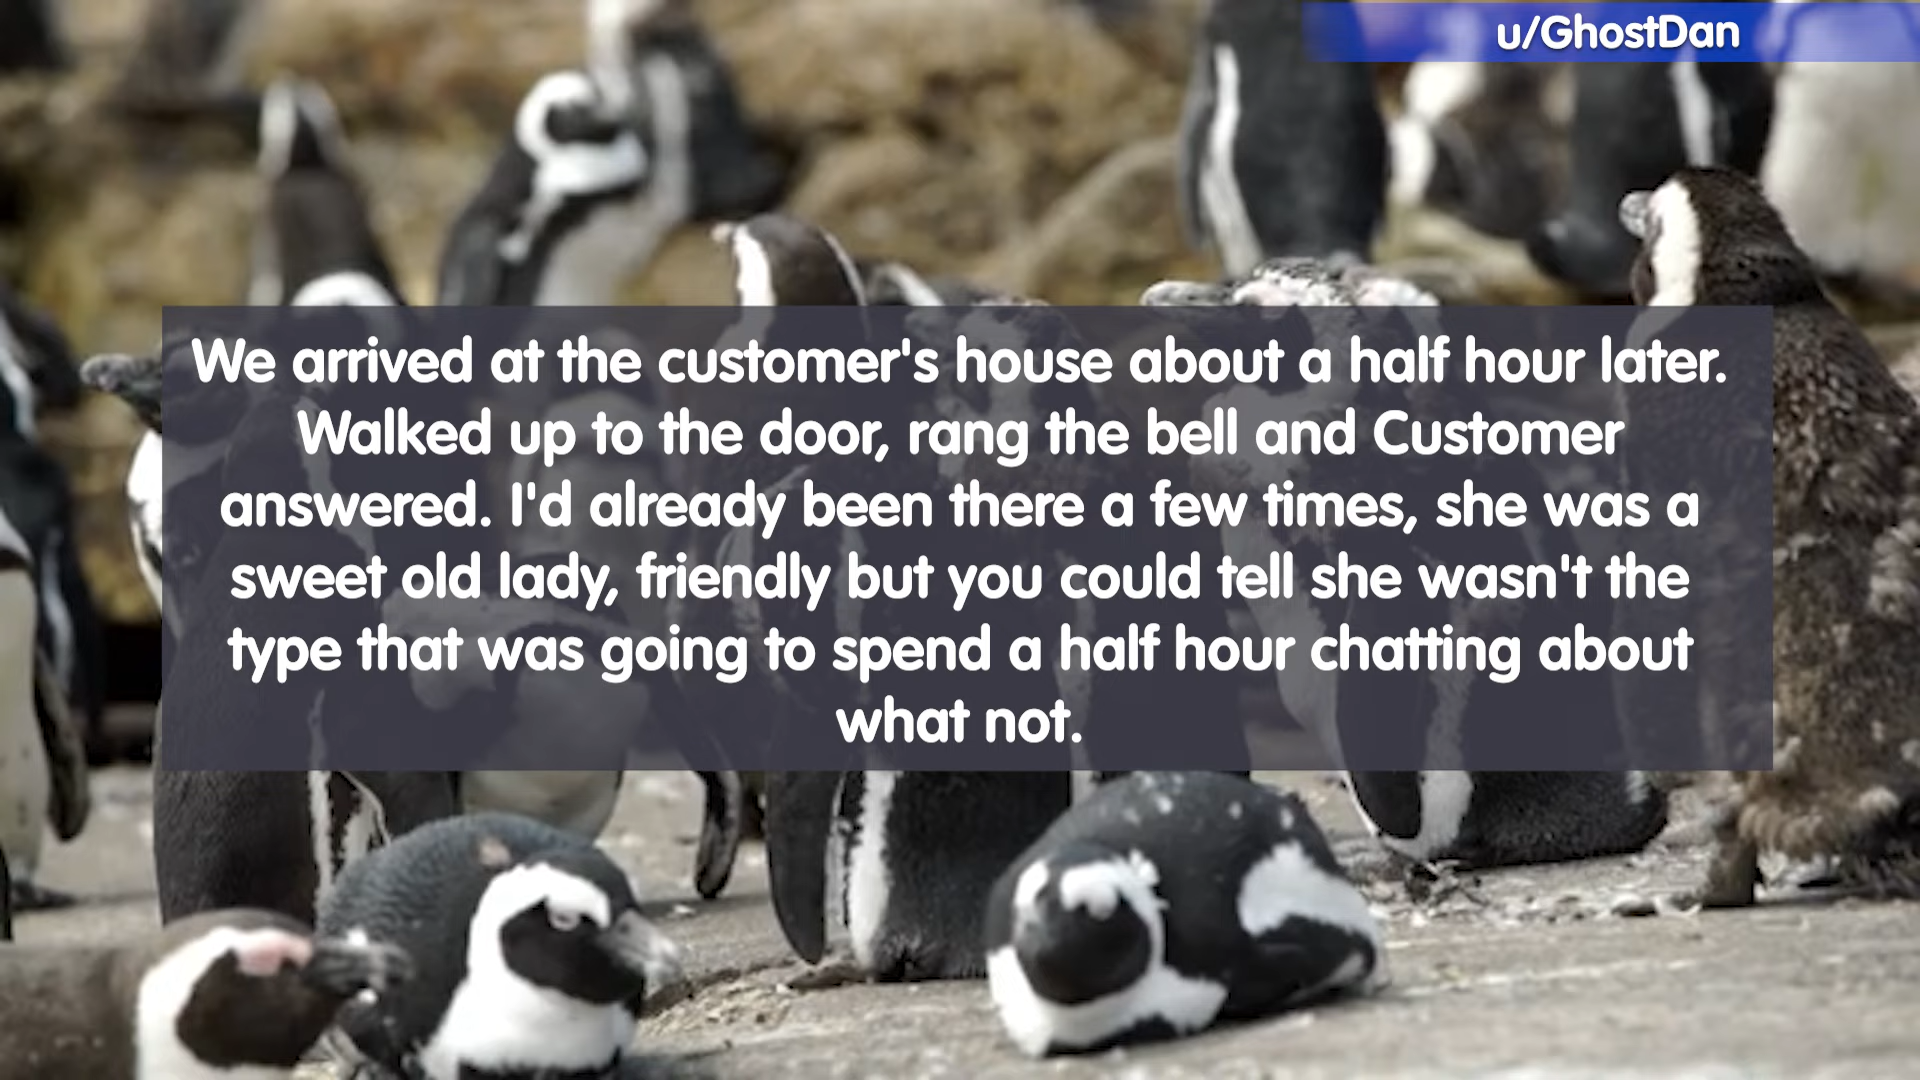 u/GhostDan
We arrived at the customer's house about a half hour later.
Walked up to the door, rang the bell and Customer
answered. I'd already been there a few times, she was a
sweet old lady, friendly but you could tell she wasn't the
type that was going to spend a half hour chatting about
what not.